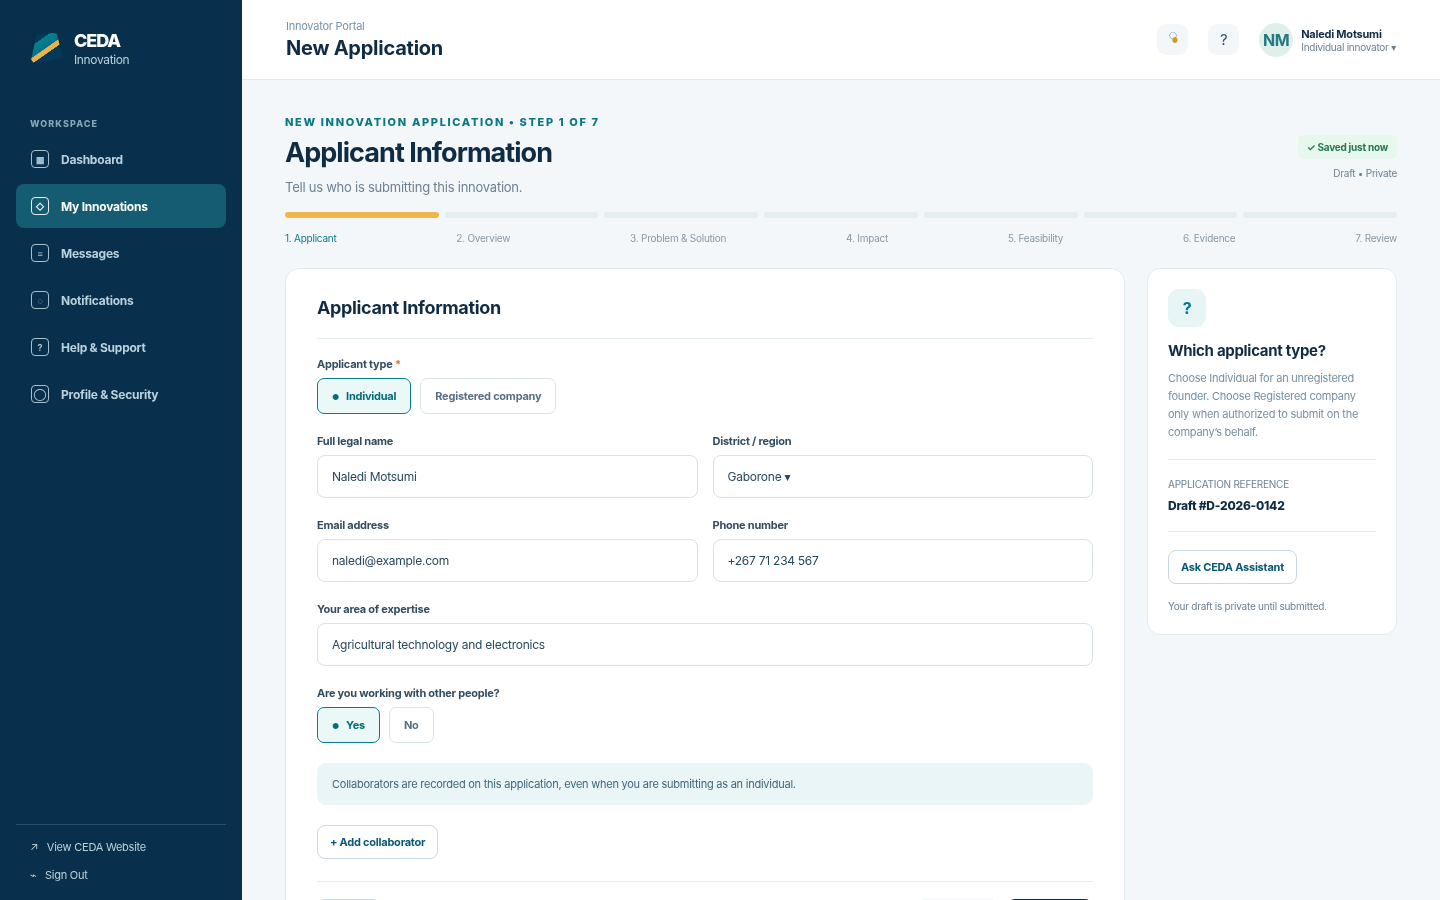 CEDA
Innovation
WORKSPACE
Dashboard
My Innovations
Messages
Notifications
? Help & Support
Profile & Security
View CEDA Website
Sign Out
Innovator Portal
New Application
?
NM
Naledi Motsumi
Individual innovator ▾
NEW INNOVATION APPLICATION • STEP 1 OF 7
Applicant Information
Tell us who is submitting this innovation.
✓ Saved just now
Draft • Private
1. Applicant
2. Overview
3. Problem & Solution
4. Impact
5. Feasibility
6. Evidence
7. Review
Applicant Information
Applicant type *
● Individual
Registered company
Full legal name
Naledi Motsumi
District / region
Gaborone ▾
Email address
naledi@example.com
Phone number
+267 71 234 567
Your area of expertise
Agricultural technology and electronics
Are you working with other people?
● Yes
No
Collaborators are recorded on this application, even when you are submitting as an individual.
+ Add collaborator
?
Which applicant type?
Choose Individual for an unregistered
founder. Choose Registered company
only when authorized to submit on the
company's behalf.
APPLICATION REFERENCE
Draft #D-2026-0142
Ask CEDA Assistant
Your draft is private until submitted.